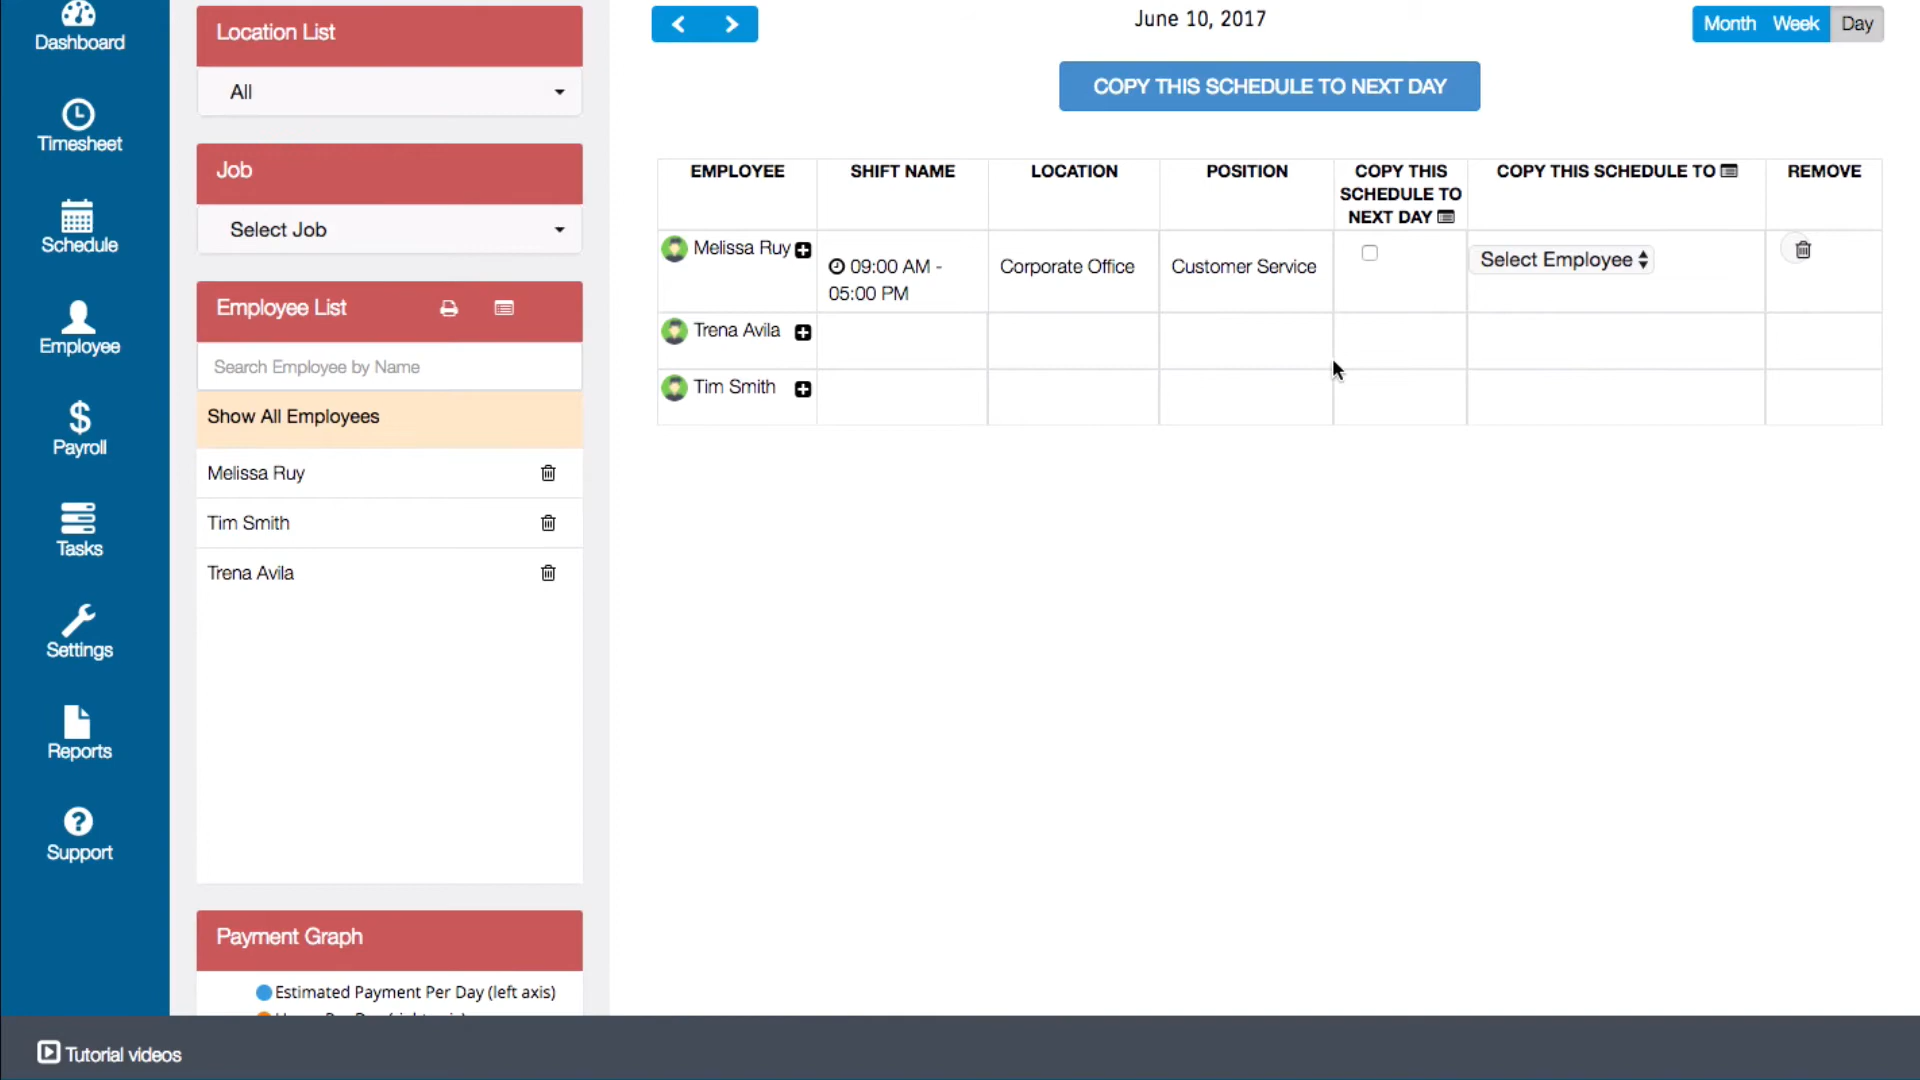 Dashboard
Timesheet
Schedule
Employee
Payroll
Tasks
Settings
Reports
Support
Location List
All
Job
Select Job
Employee List
Search Employee by Name
Show All Employees
Melissa Ruy
Tim Smith
Trena Avila
Payment Graph
Estimated Payment Per Day (left axis)
June 10, 2017
Month Week Day
COPY THIS SCHEDULE TO NEXT DAY
EMPLOYEE SHIFT NAME LOCATION POSITION COPY THIS SCHEDULE TO NEXT DAY COPY THIS SCHEDULE TO REMOVE
Melissa Ruy 09:00 AM - 05:00 PM Corporate Office Customer Service Select Employee
Trena Avila
Tim Smith
Tutorial videos